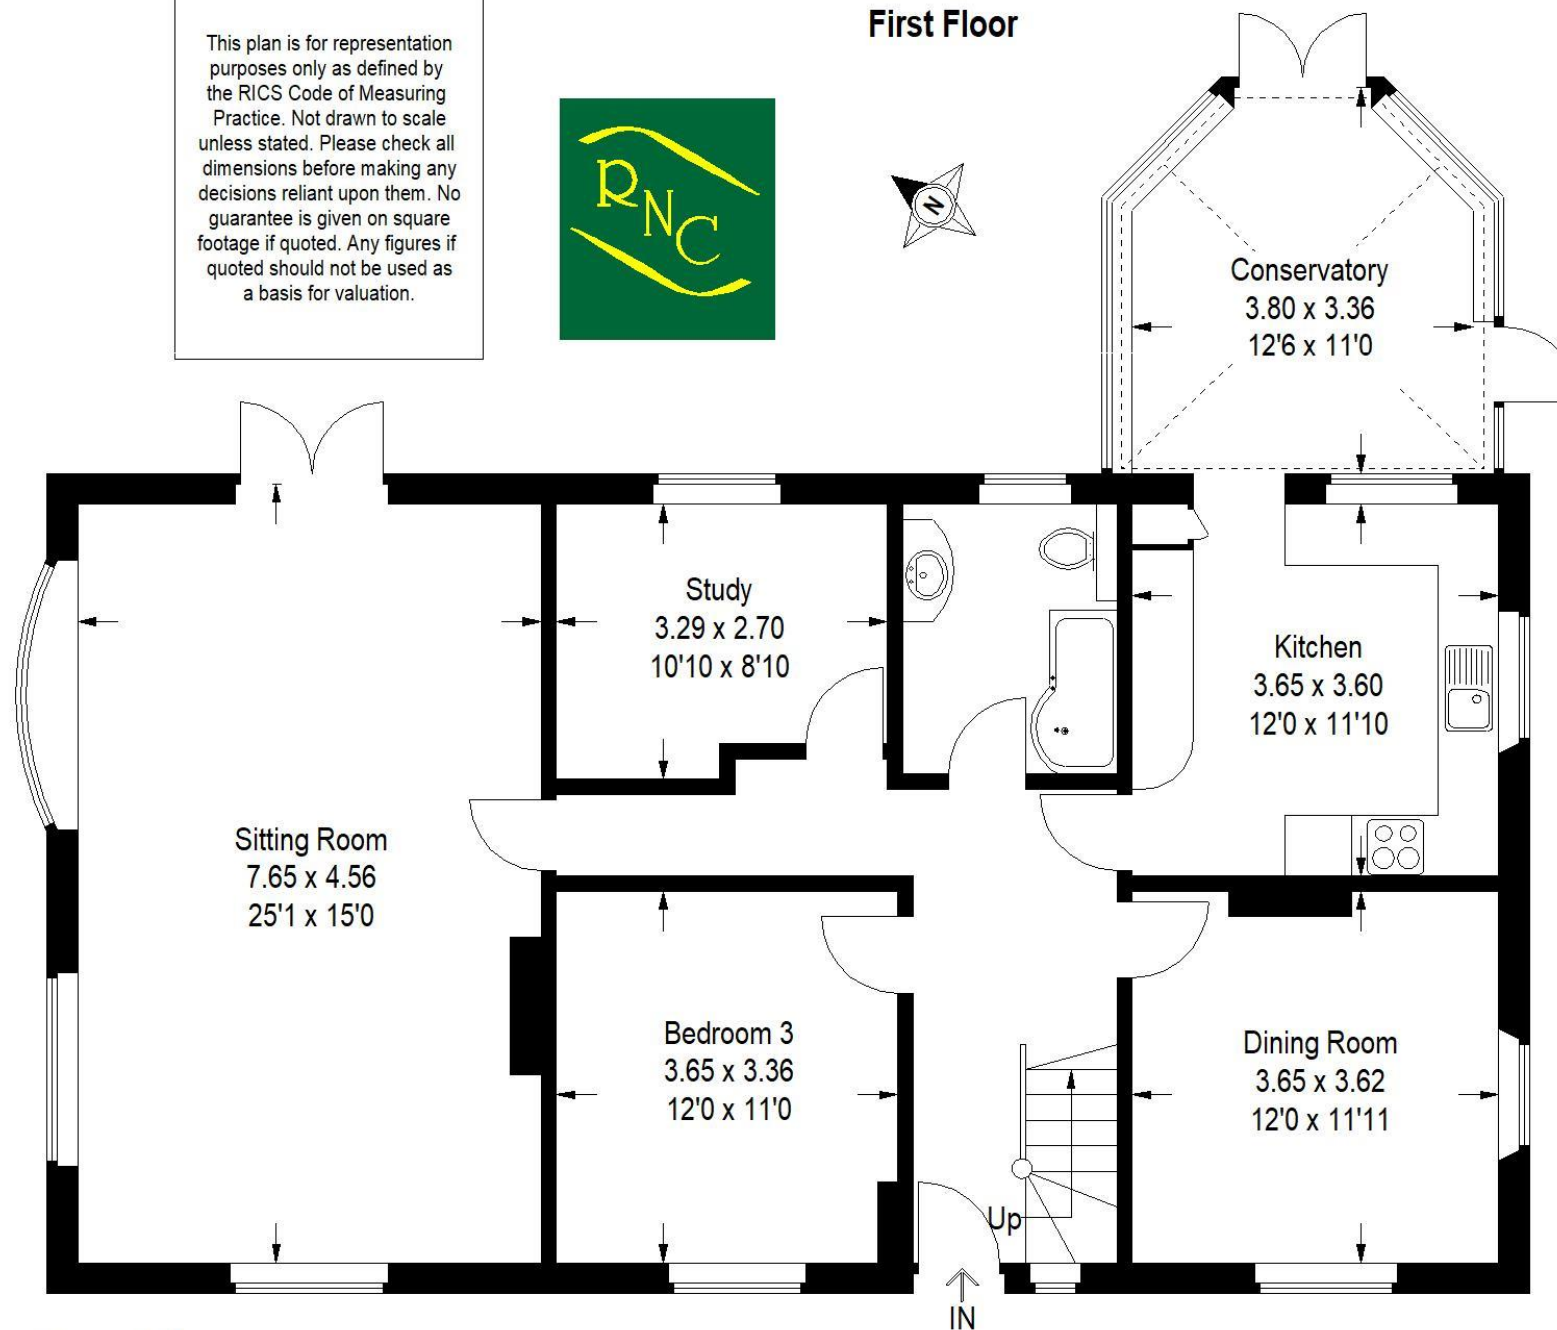 First Floor
This plan is for representation
purposes only as defined by
the RICS Code of Measuring
Practice. Not drawn to scale
unless stated. Please check all
dimensions before making any
decisions reliant upon them. No
guarantee is given on square
footage if quoted. Any figures if
quoted should not be used as
a basis for valuation.
RNC
N
Conservatory
3.80 x 3.36
12'6 x 11'0
Study
3.29 x 2.70
10'10 x 8'10
Kitchen
3.65 x 3.60
12'0 x 11'10
Sitting Room
7.65 x 4.56
25'1 x 15'0
Bedroom 3
3.65 x 3.36
12'0 x 11'0
Dining Room
3.65 x 3.62
12'0 x 11'11
Up
IN